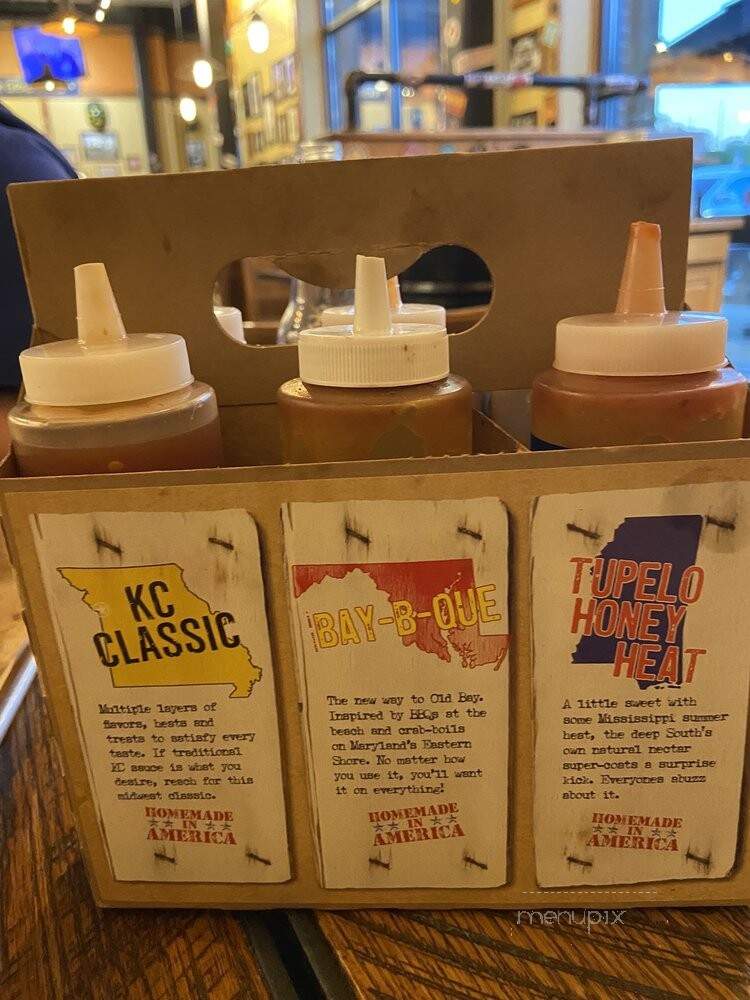 KC
CLASSIC
Multiple layers of
flavors, heats and
treats to satisfy every
taste. If traditional
KC sauce is what you
desire, reach for this
midwest classic.
HOMEMADE
IN
AMERICA
BAY-B-QUE
The new way to Old Bay.
Inspired by BBQs at the
beach and crab-boils
on Maryland's Eastern
Shore. No matter how
you use it, you'll want
it on everything!
HOMEMADE
IN
AMERICA
TUPELO
HONEY
HEAT
A little sweet with
some Mississippi summer
heat, the deep South's
own natural nectar
super-coats a surprise
kick. Everyones abuzz
about it.
HOMEMADE
IN
AMERICA
menupix